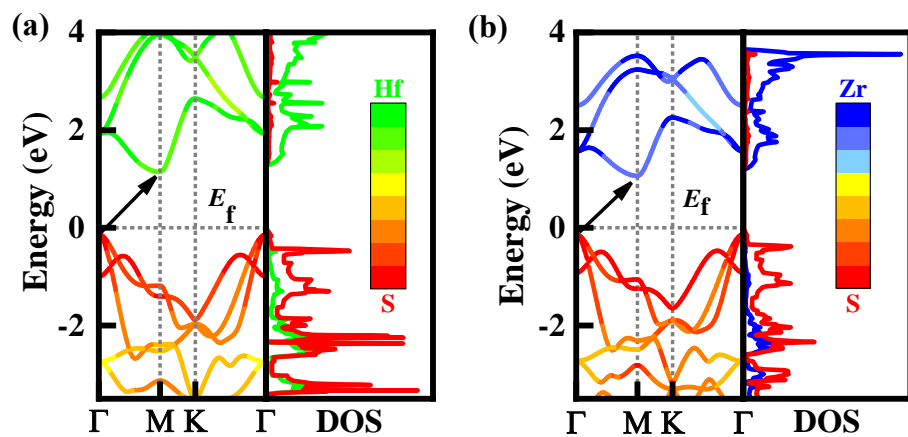 (a)
4
2
0
-2
Energy (eV)
Hf
S
E_f
Γ M K Γ DOS
(b)
4
2
0
-2
Energy (eV)
Zr
S
E_f
Γ M K Γ DOS